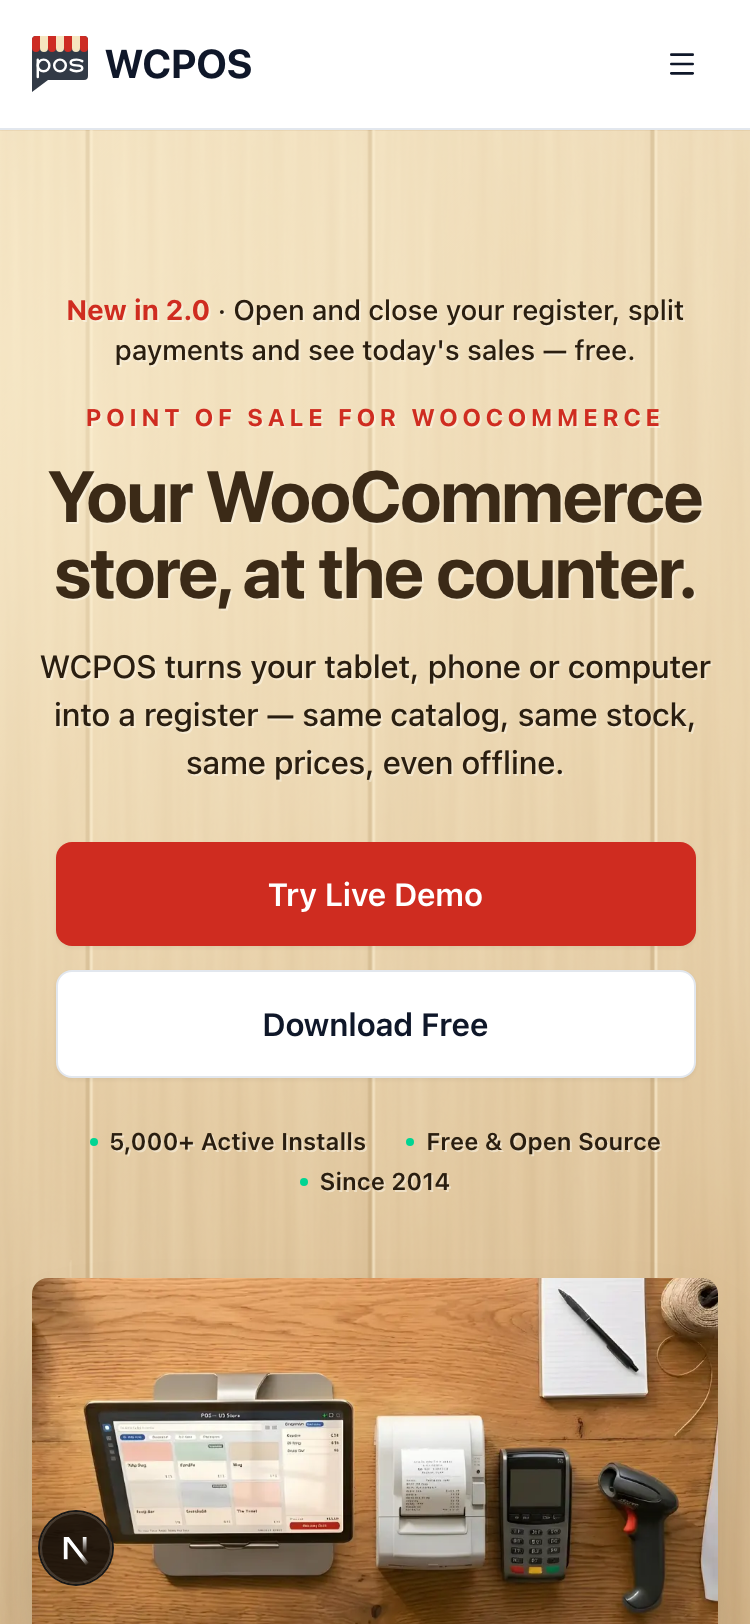 pos WCPOS
New in 2.0 · Open and close your register, split
payments and see today's sales — free.
POINT OF SALE FOR WOOCOMMERCE
Your WooCommerce
store, at the counter.
WCPOS turns your tablet, phone or computer
into a register — same catalog, same stock,
same prices, even offline.
Try Live Demo
Download Free
5,000+ Active Installs
Free & Open Source
Since 2014
N